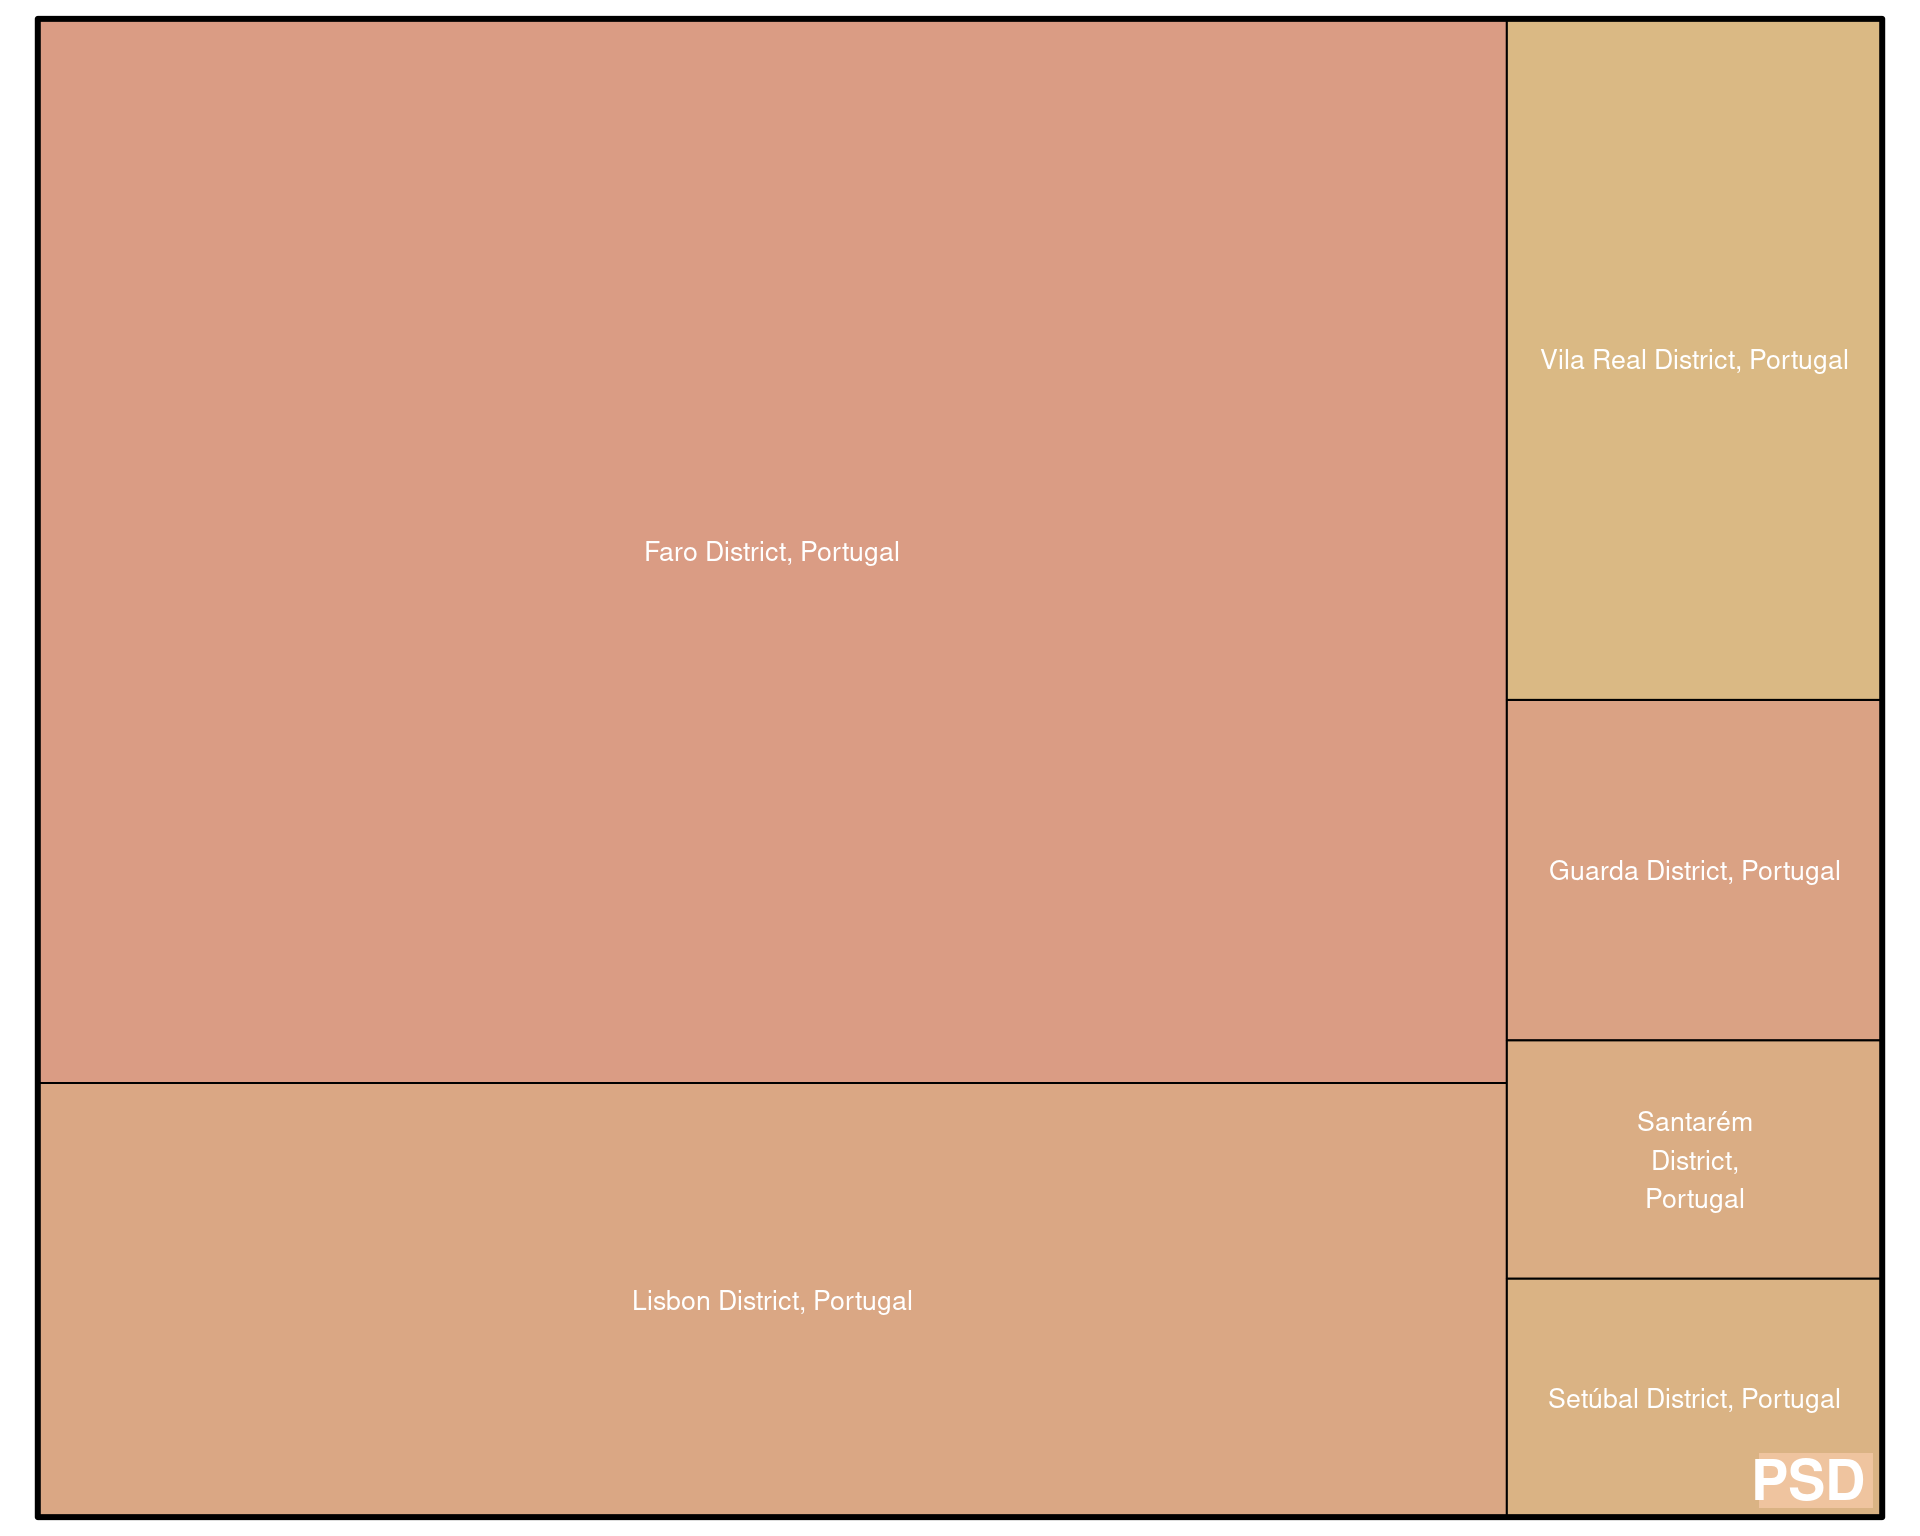 Faro District, Portugal
Lisbon District, Portugal
Vila Real District, Portugal
Guarda District, Portugal
Santarém
District,
Portugal
Setúbal District, Portugal
PSD